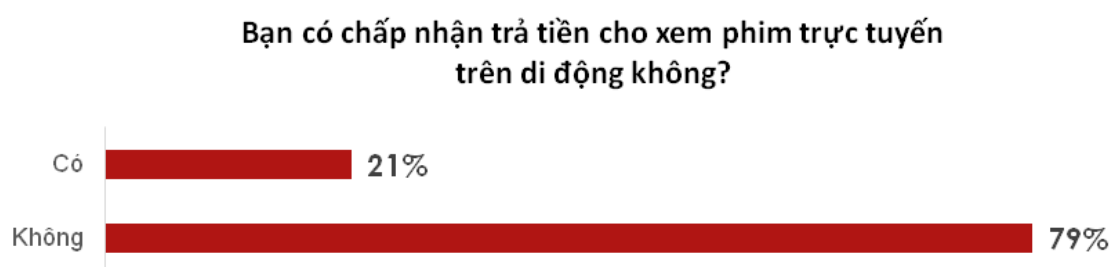 Bạn có chấp nhận trả tiền cho xem phim trực tuyến
trên di động không?
Có 21%
Không 79%